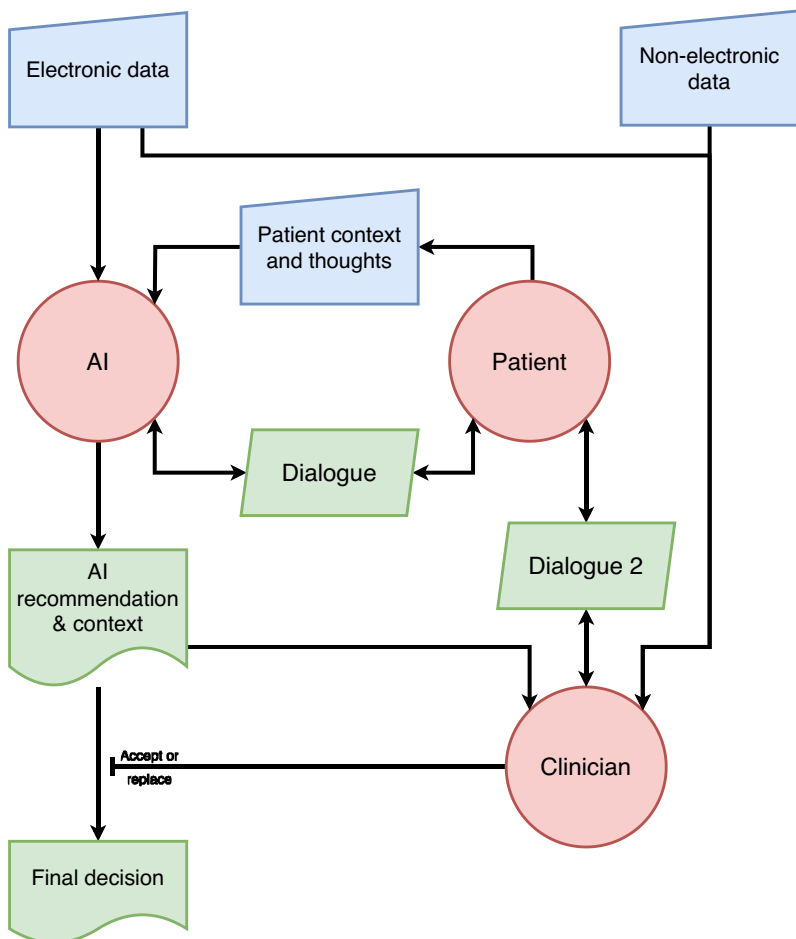 Electronic data
Non-electronic
data
Patient context
and thoughts
AI
Patient
Dialogue
Dialogue 2
AI
recommendation
& context
Accept or
replace
Clinician
Final decision